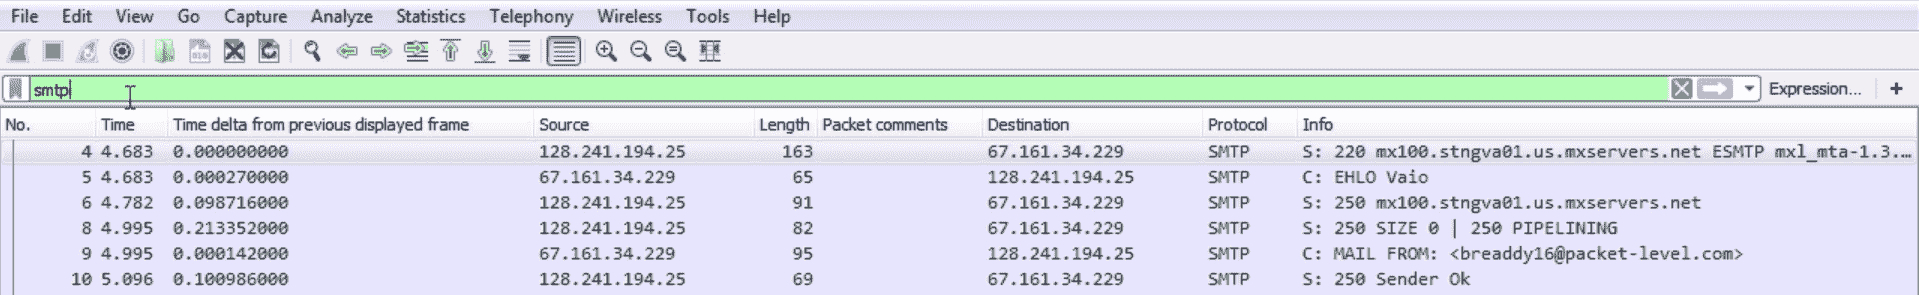 File Edit View Go Capture Analyze Statistics Telephony Wireless Tools Help
smtp Expression... +
No. Time Time delta from previous displayed frame Source Length Packet comments Destination Protocol Info
4 4.683 0.000000000 128.241.194.25 163 67.161.34.229 SMTP S: 220 mx100.stngva01.us.mxservers.net ESMTP mxl_mta-1.3....
5 4.683 0.000270000 67.161.34.229 65 128.241.194.25 SMTP C: EHLO Vaio
6 4.782 0.098716000 128.241.194.25 91 67.161.34.229 SMTP S: 250 mx100.stngva01.us.mxservers.net
8 4.995 0.213352000 128.241.194.25 82 67.161.34.229 SMTP S: 250 SIZE 0 | 250 PIPELINING
9 4.995 0.000142000 67.161.34.229 95 128.241.194.25 SMTP C: MAIL FROM: <breaddy16@packet-level.com>
10 5.096 0.100986000 128.241.194.25 69 67.161.34.229 SMTP S: 250 Sender Ok